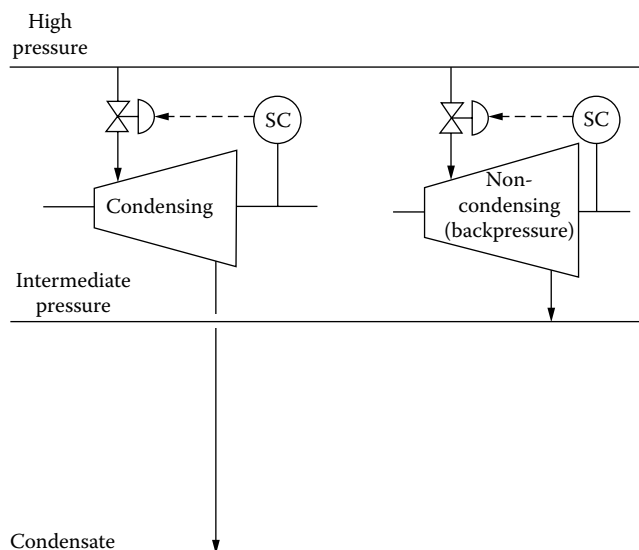 High
pressure
SC
SC
Condensing
Non-
condensing
(backpressure)
Intermediate
pressure
Condensate